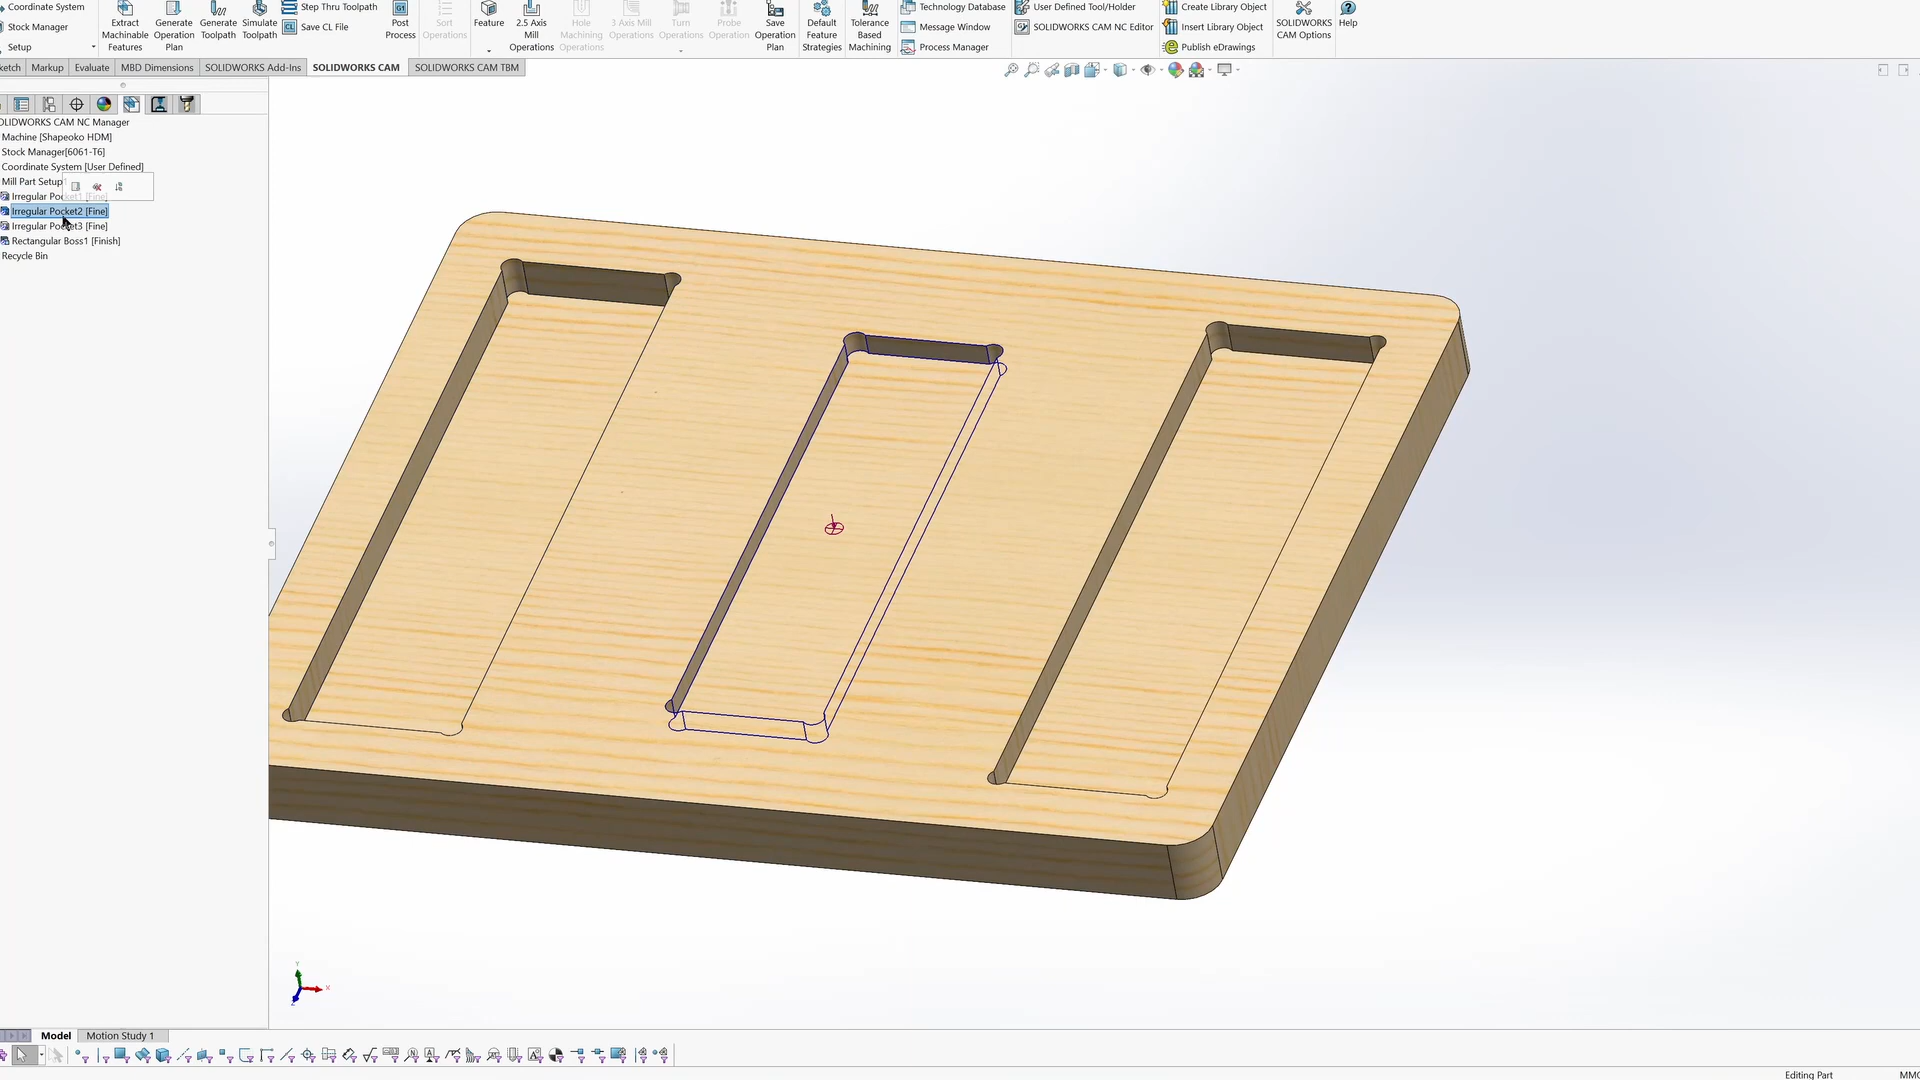 Coordinate System
Stock Manager
Setup
Extract
Machinable
Features
Generate
Operation
Plan
Generate
Toolpath
Simulate
Toolpath
Step Thru Toolpath
Save CL File
Post
Process
Sort
Operations
Feature
2.5 Axis
Mill
Operations
Hole
Machining
Operations
3 Axis Mill
Operations
Turn
Operations
Probe
Operation
Save
Operation
Plan
Default
Feature
Strategies
Tolerance
Based
Machining
Technology Database
Message Window
Process Manager
User Defined Tool/Holder
SOLIDWORKS CAM NC Editor
Create Library Object
Insert Library Object
Publish eDrawings
SOLIDWORKS
CAM Options
Help
ketch
Markup
Evaluate
MBD Dimensions
SOLIDWORKS Add-Ins
SOLIDWORKS CAM
SOLIDWORKS CAM TBM
OLIDWORKS CAM NC Manager
Machine [Shapeoko HDM]
Stock Manager[6061-T6]
Coordinate System [User Defined]
Mill Part Setup
Irregular Pocket1 [Fine]
Irregular Pocket2 [Fine]
Irregular Pocket3 [Fine]
Rectangular Boss1 [Finish]
Recycle Bin
Y
X
Z
Model
Motion Study 1
Editing Part
MMG